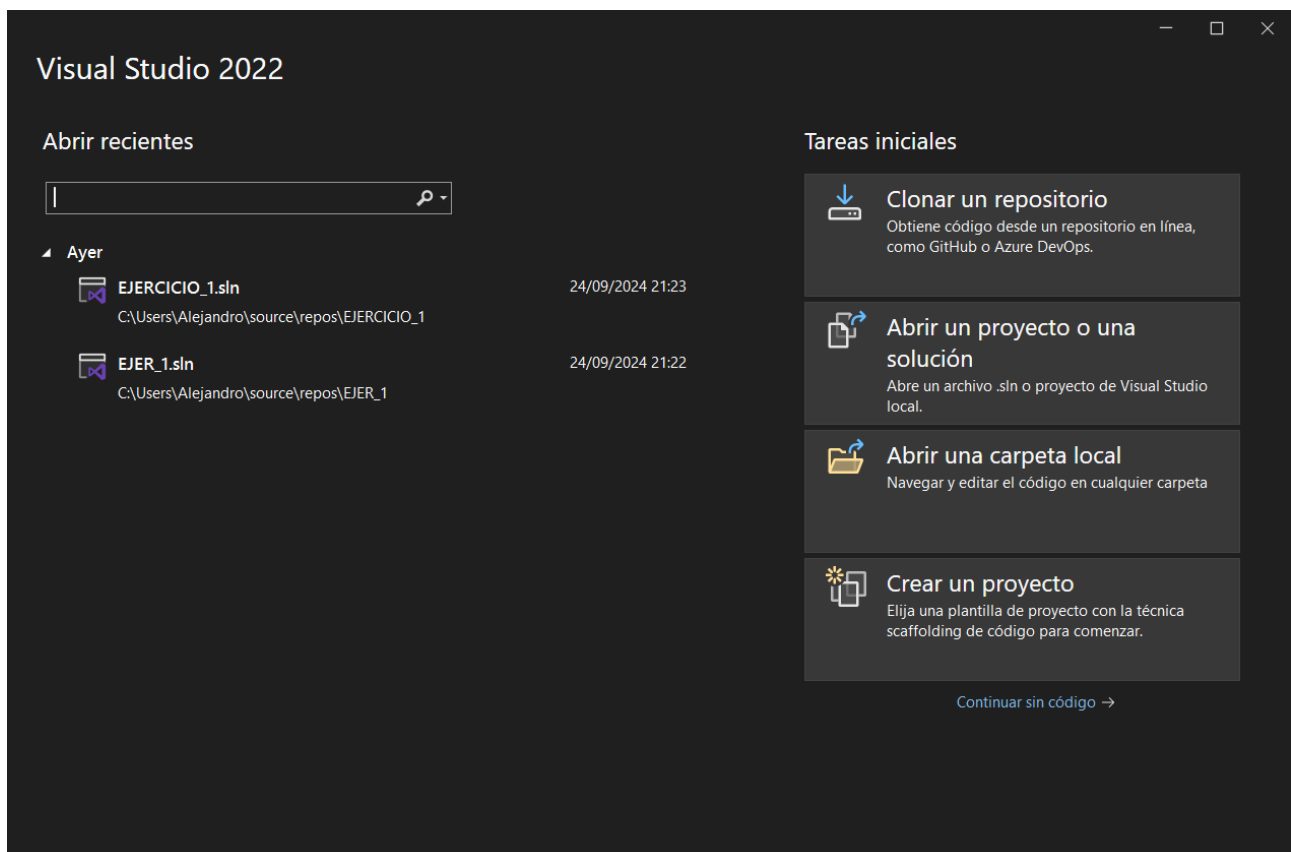 Visual Studio 2022
Abrir recientes
Ayer
EJERCICIO_1.sln
24/09/2024 21:23
C:\Users\Alejandro\source\repos\EJERCICIO_1
EJER_1.sln
24/09/2024 21:22
C:\Users\Alejandro\source\repos\EJER_1
Tareas iniciales
Clonar un repositorio
Obtiene código desde un repositorio en línea,
como GitHub o Azure DevOps.
Abrir un proyecto o una
solución
Abre un archivo .sln o proyecto de Visual Studio
local.
Abrir una carpeta local
Navegar y editar el código en cualquier carpeta
Crear un proyecto
Elija una plantilla de proyecto con la técnica
scaffolding de código para comenzar.
Continuar sin código →